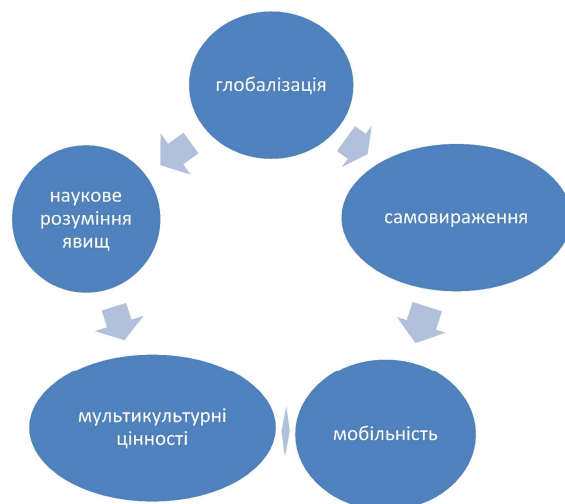 глобалізація
наукове
розуміння
явищ
самовираження
мультикультурні
цінності
мобільність